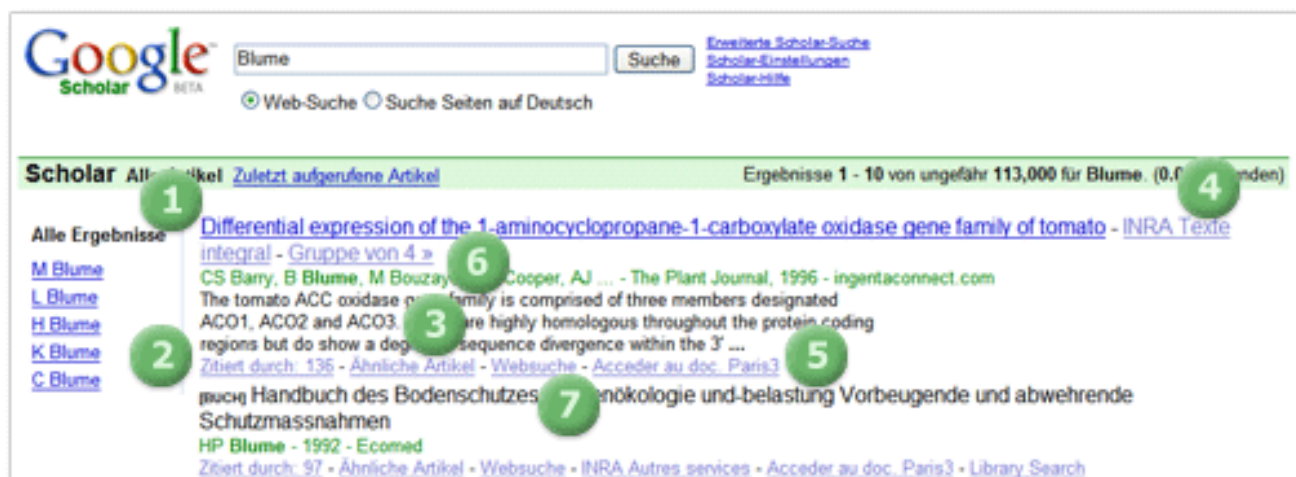 Google
Scholar BETA
Blume
Suche
Erweiterte Scholar-Suche
Scholar-Einstellungen
Scholar-Hilfe
Web-Suche Suche Seiten auf Deutsch
Scholar Zuletzt aufgerufene Artikel Ergebnisse 1 - 10 von ungefähr 113,000 für Blume.
1
4
Alle Ergebnisse
M Blume
L Blume
H Blume
K Blume
C Blume
Differential expression of the 1-aminocyclopropane-1-carboxylate oxidase gene family of tomato - INRA Texte
integral - Gruppe von 4 »
6
CS Barry, B Blume, M Bouzay Cooper, AJ ... - The Plant Journal, 1996 - ingentaconnect.com
The tomato ACC oxidase family is comprised of three members designated
ACO1, ACO2 and ACO3. are highly homologous throughout the protein coding
3
regions but do show a sequence divergence within the 3' ...
2
5
Zitiert durch: 136 - Ähnliche Artikel - Websuche - Acceder au doc. Paris3
[BUCH] Handbuch des Bodenschutzes und-belastung Vorbeugende und abwehrende
7
Schutzmassnahmen
HP Blume - 1992 - Ecomed
Zitiert durch: 97 - Ähnliche Artikel - Websuche - INRA Autres services - Acceder au doc. Paris3 - Library Search